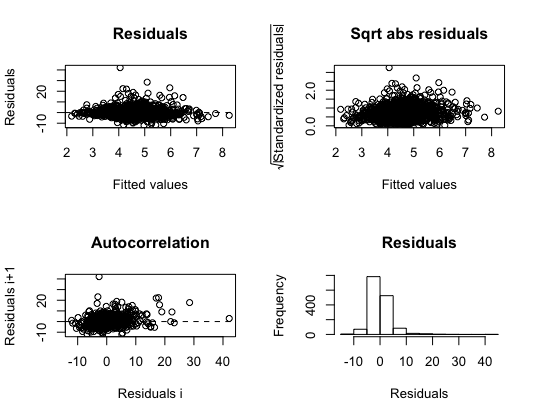 Residuals
Residuals
-10 20
2 3 4 5 6 7 8
Fitted values
Sqrt abs residuals
√|Standardized residuals|
0.0 2.0
2 3 4 5 6 7 8
Fitted values
Autocorrelation
Residuals i+1
-10 20
-10 0 10 20 30 40
Residuals i
Residuals
Frequency
0 400
-10 0 10 20 30 40
Residuals